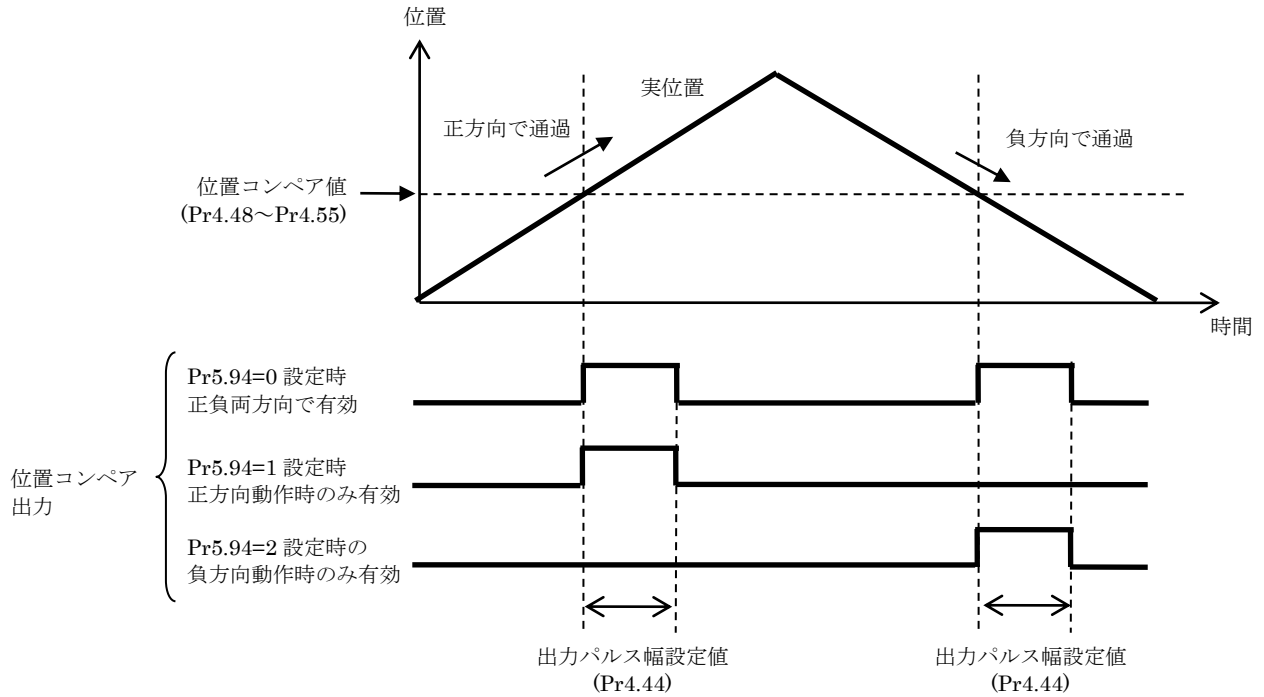 位置
実位置
正方向で通過
負方向で通過
位置コンペア値
(Pr4.48～Pr4.55)
時間
Pr5.94=0 設定時
正負両方向で有効
Pr5.94=1 設定時
正方向動作時のみ有効
位置コンペア
出力
Pr5.94=2 設定時の
負方向動作時のみ有効
出力パルス幅設定値
(Pr4.44)
出力パルス幅設定値
(Pr4.44)